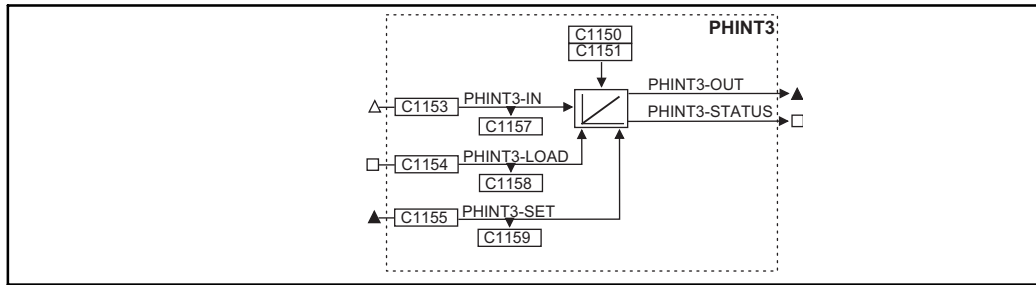 PHINT3
C1150
C1151
PHINT3-OUT
C1153
PHINT3-IN
PHINT3-STATUS
C1157
C1154
PHINT3-LOAD
C1158
C1155
PHINT3-SET
C1159